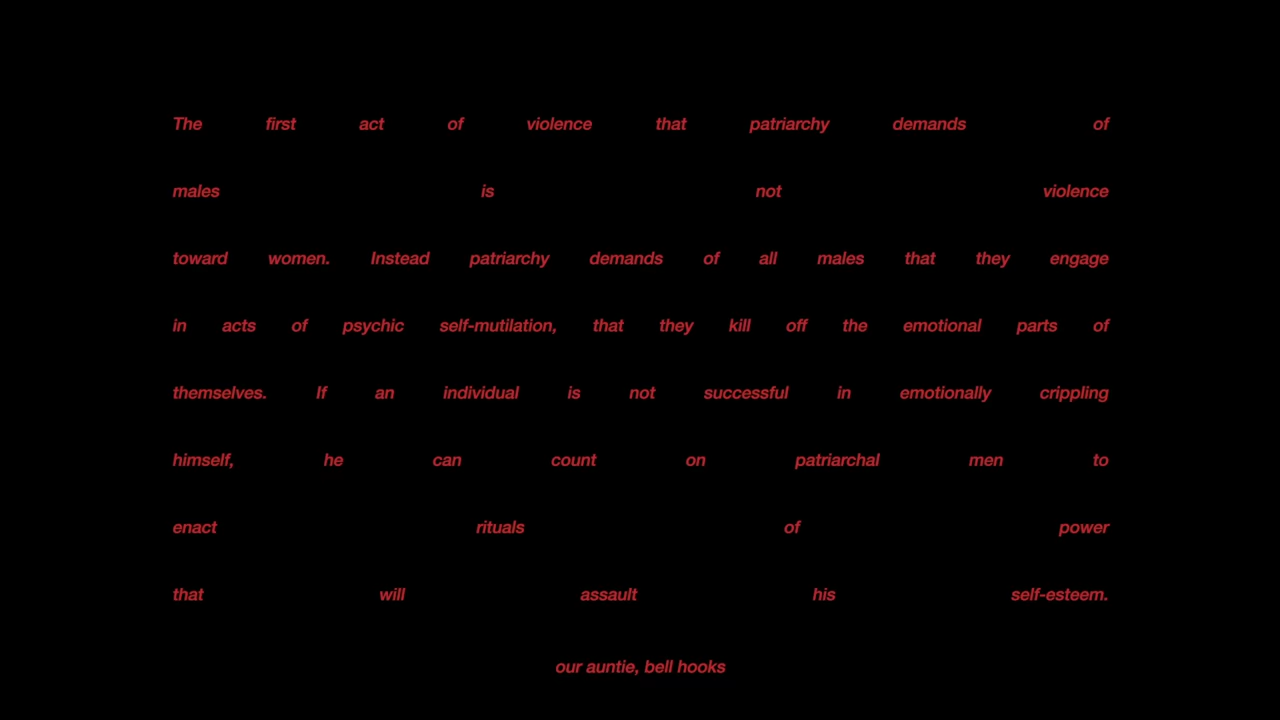 The first act of violence that patriarchy demands of
males is not violence
toward women. Instead patriarchy demands of all males that they engage
in acts of psychic self-mutilation, that they kill off the emotional parts of
themselves. If an individual is not successful in emotionally crippling
himself, he can count on patriarchal men to
enact rituals of power
that will assault his self-esteem.
our auntie, bell hooks